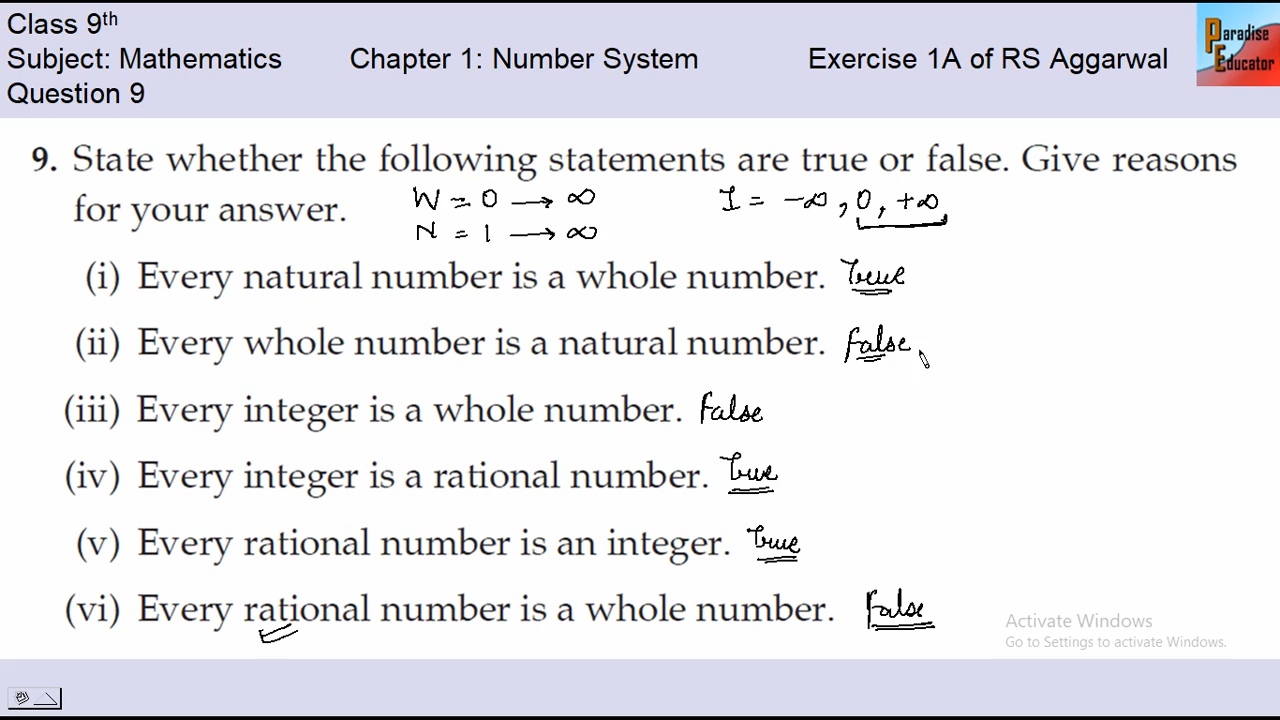 Class 9th
Subject: Mathematics Chapter 1: Number System Exercise 1A of RS Aggarwal
Question 9
Paradise
Educator
9. State whether the following statements are true or false. Give reasons
for your answer.
W = 0 → ∞ I = -∞, 0, +∞
N = 1 → ∞
(i) Every natural number is a whole number. True
(ii) Every whole number is a natural number. False
(iii) Every integer is a whole number. False
(iv) Every integer is a rational number. True
(v) Every rational number is an integer. True
(vi) Every rational number is a whole number. False
Activate Windows
Go to Settings to activate Windows.